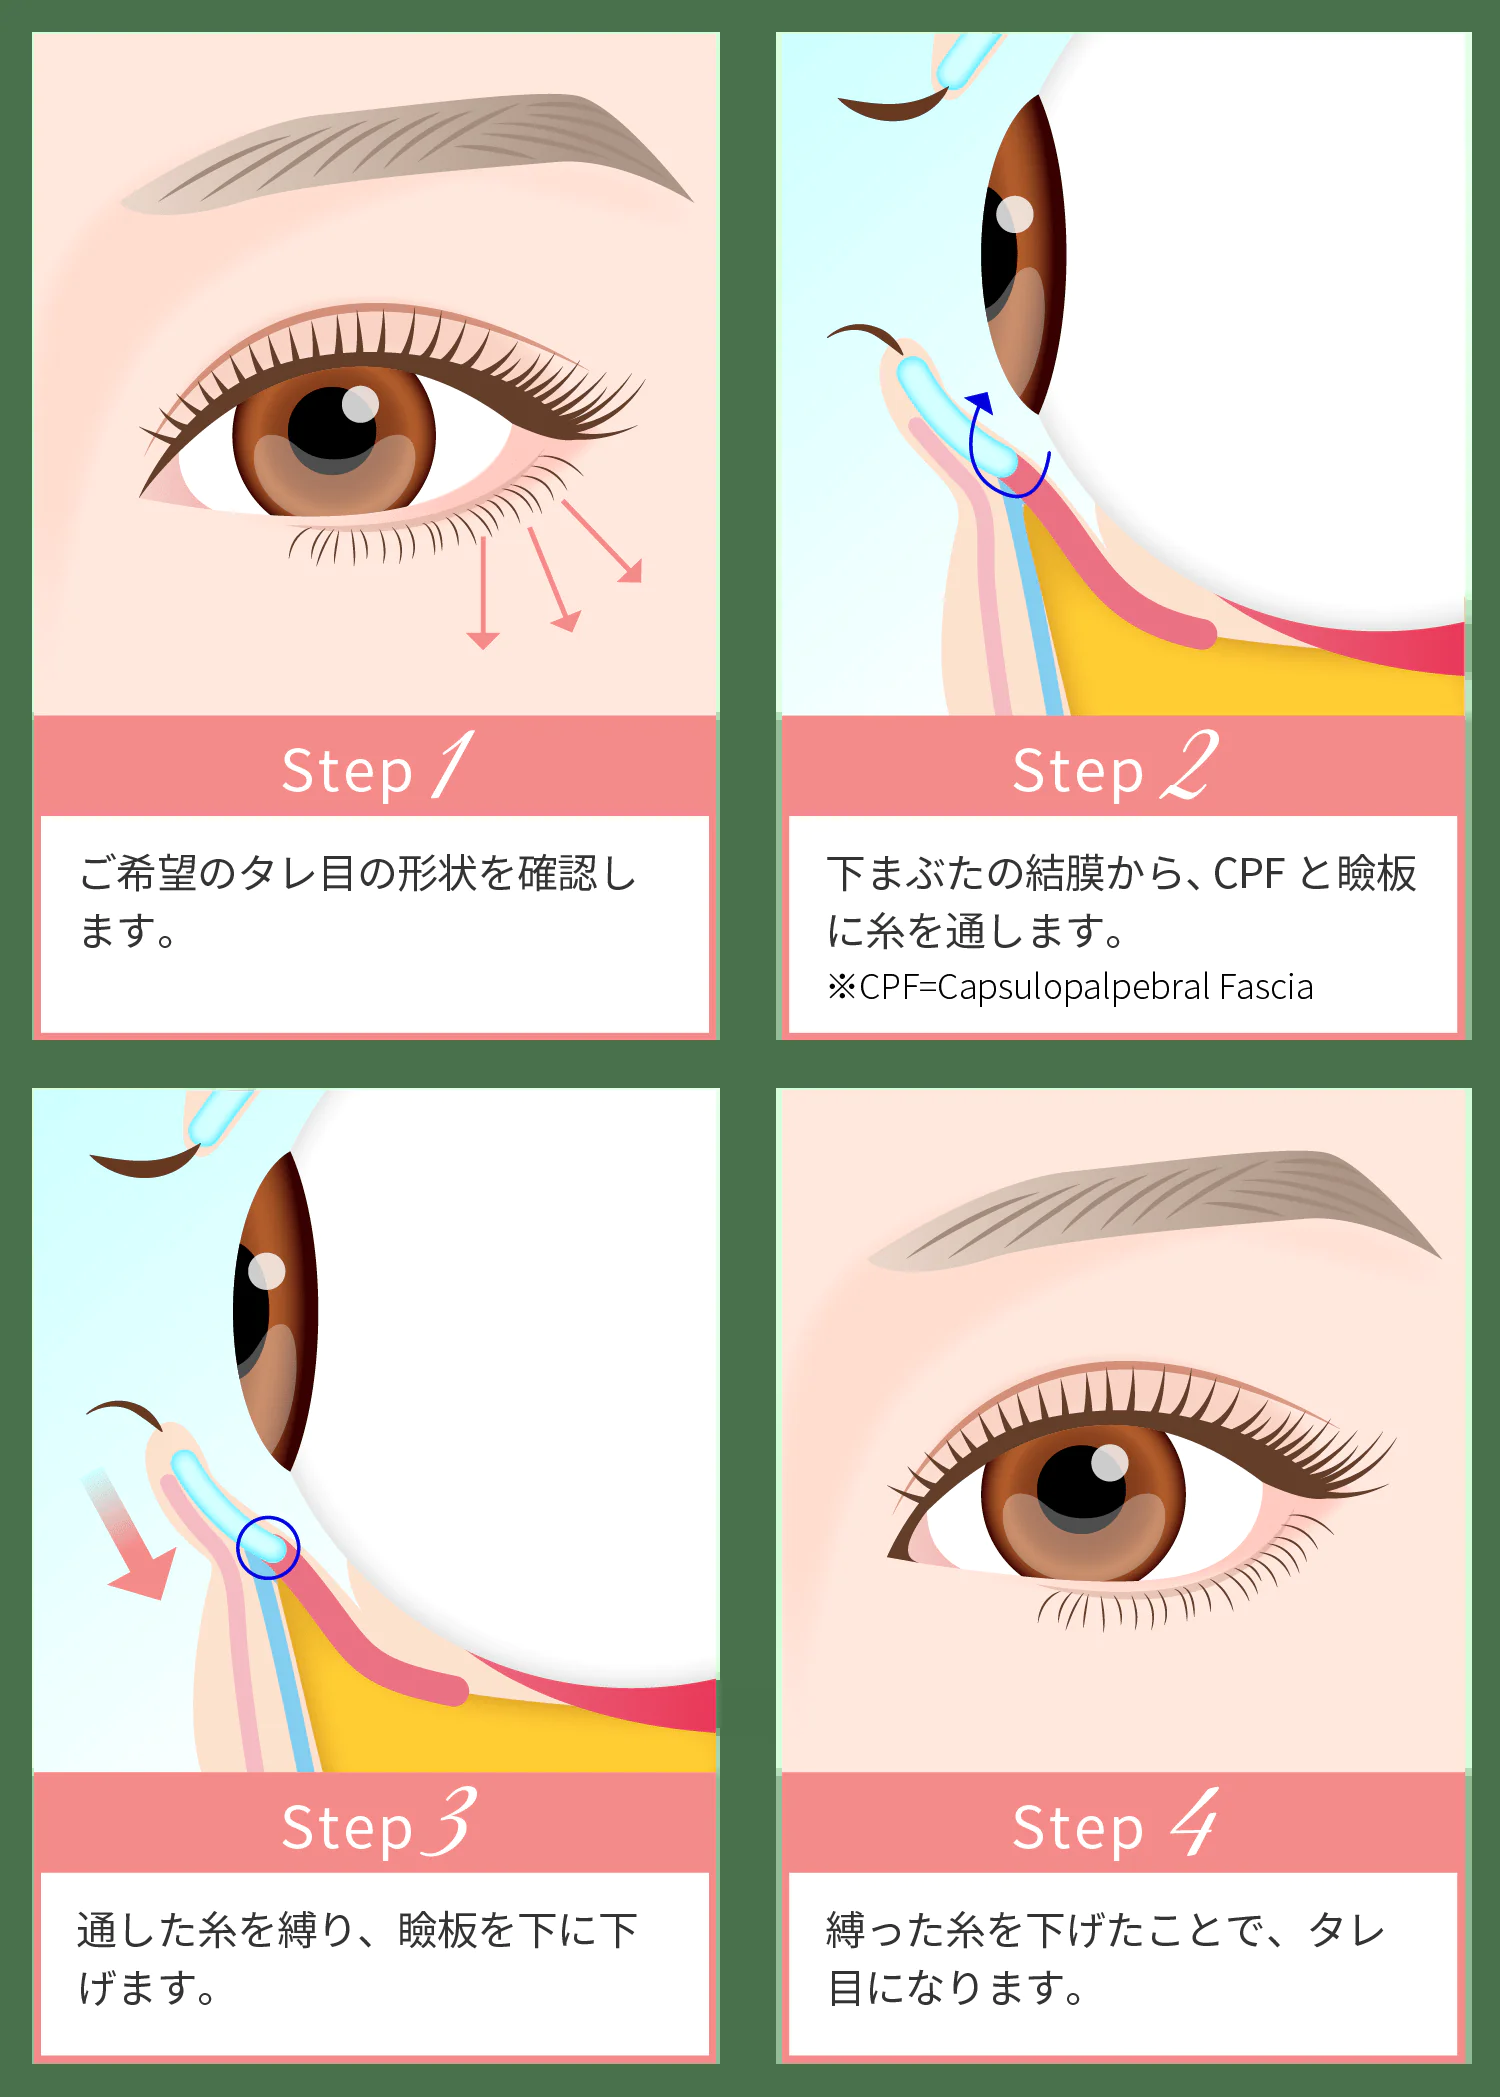 Step 1
ご希望のタレ目の形状を確認し
ます。
Step 2
下まぶたの結膜から、CPF と瞼板
に糸を通します。
※CPF=Capsulopalpebral Fascia
Step 3
通した糸を縛り、瞼板を下に下
げます。
Step 4
縛った糸を下げたことで、タレ
目になります。